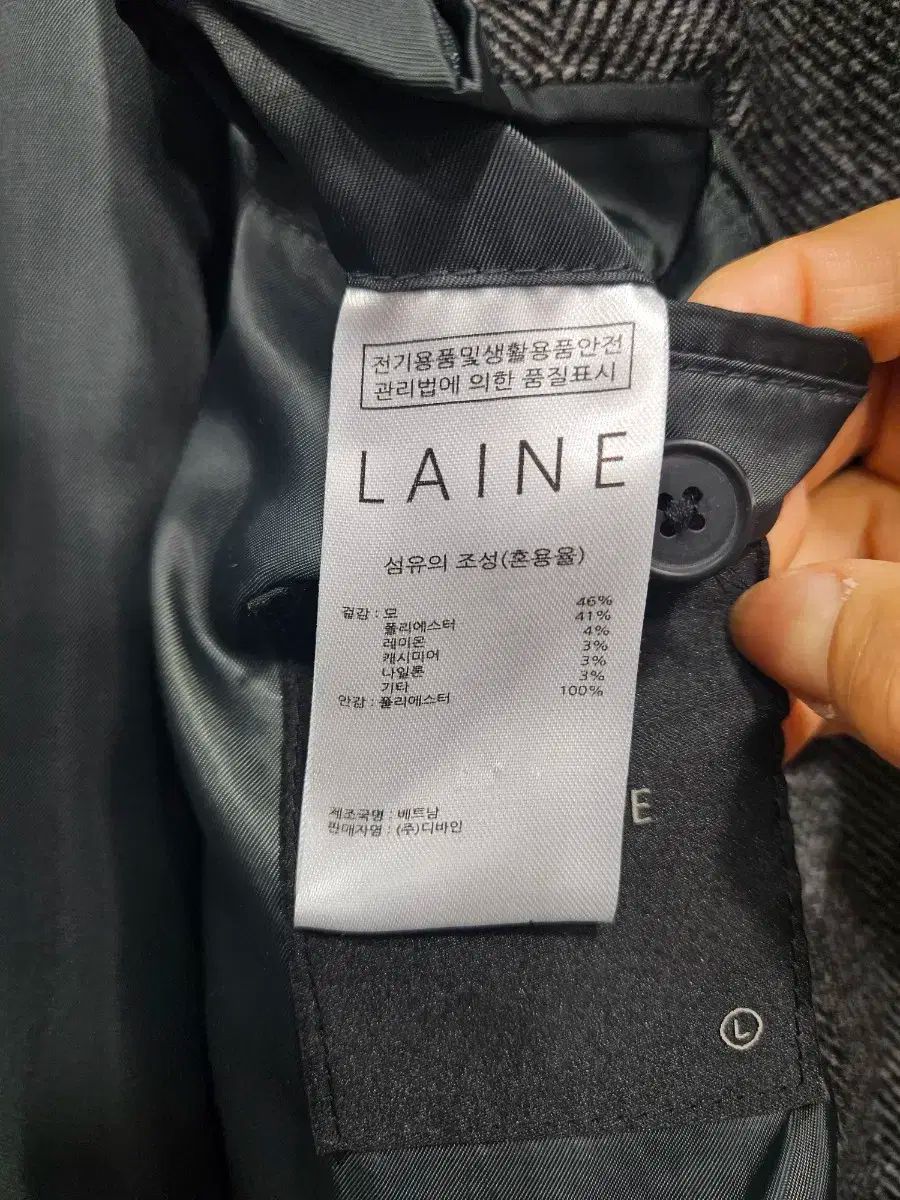 전기용품및생활용품안전
관리법에 의한 품질표시
LAINE
섬유의 조성(혼용율)
겉감 : 모 46%
폴리에스터 41%
레이온 4%
캐시미어 3%
나일론 3%
기타 3%
안감 : 폴리에스터 100%
제조국명 : 베트남
판매자명 : (주)디바인
E
L